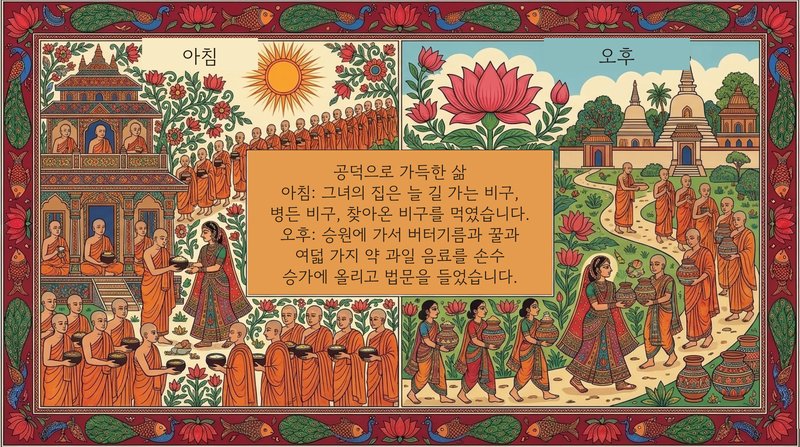 아침
오후
공덕으로 가득한 삶
아침: 그녀의 집은 늘 길 가는 비구,
병든 비구, 찾아온 비구를 먹였습니다.
오후: 승원에 가서 버터기름과 꿀과
여덟 가지 약 과일 음료를 손수
승가에 올리고 법문을 들었습니다.